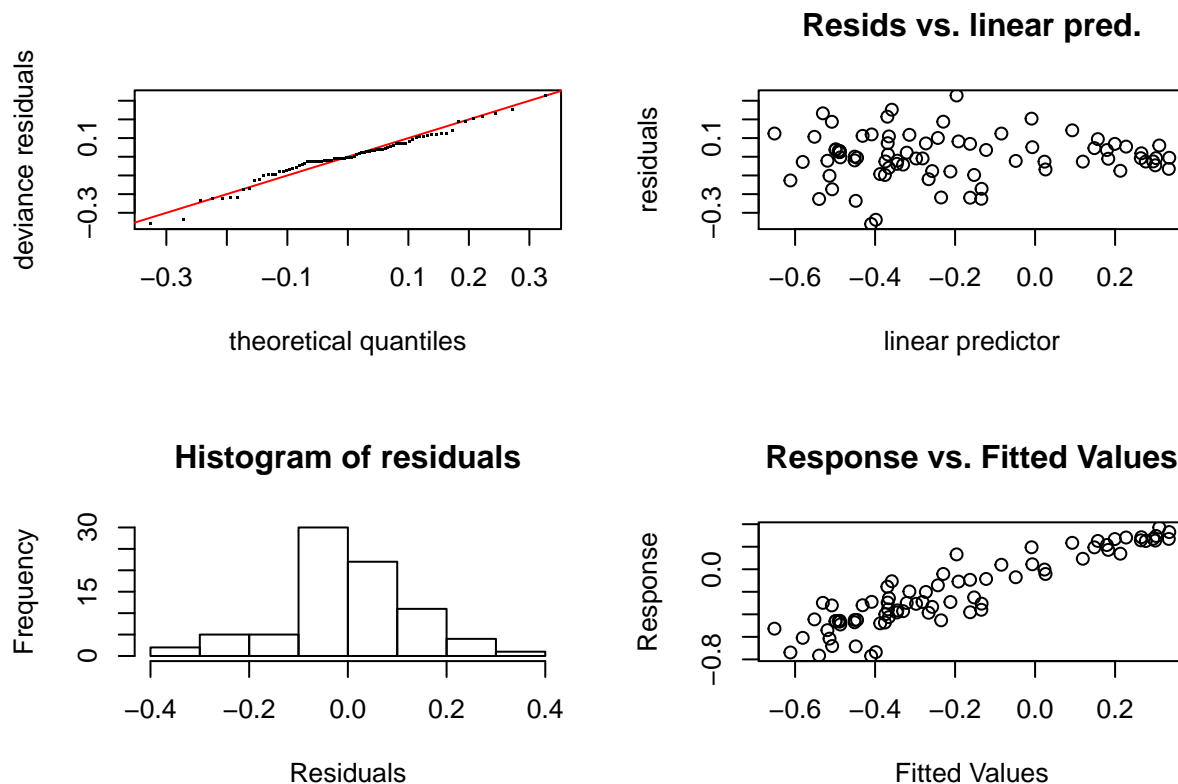 deviance residuals
0.1
−0.3
−0.3
−0.1
0.1
0.2
0.3
theoretical quantiles
Resids vs. linear pred.
residuals
0.1
−0.3
−0.6
−0.4
−0.2
0.0
0.2
linear predictor
Histogram of residuals
Frequency
30
15
0
−0.4
−0.2
0.0
0.2
0.4
Residuals
Response vs. Fitted Values
Response
0.0
−0.8
−0.6
−0.4
−0.2
0.0
0.2
Fitted Values